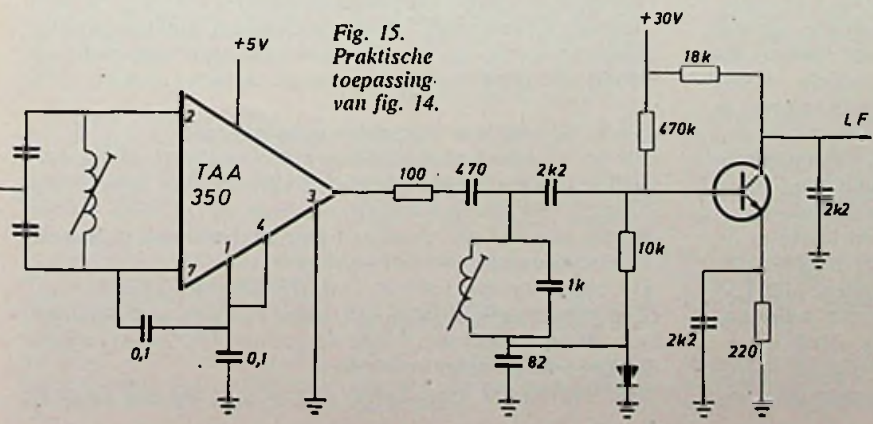 Fig. 15.
Praktische
toepassing
van fig. 14.
+5V
+30V
18k
470k
LF
2
TAA
350
3
4
1
7
100
470
2k2
10k
1k
82
2k2
2k2
220
0,1
0,1